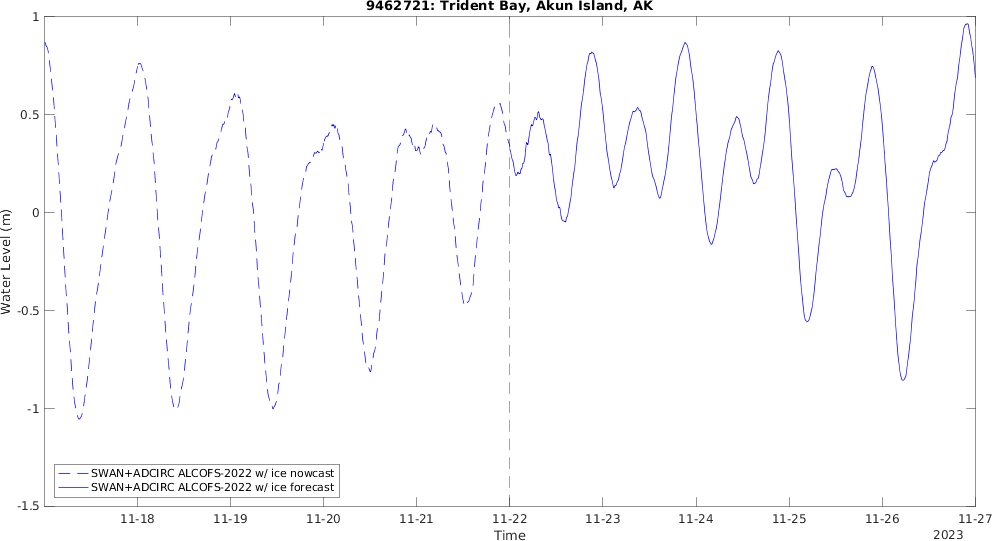 9462721: Trident Bay, Akun Island, AK
1
0.5
0
-0.5
-1
-1.5
Water Level (m)
SWAN+ADCIRC ALCOFS-2022 w/ ice nowcast
SWAN+ADCIRC ALCOFS-2022 w/ ice forecast
11-18 11-19 11-20 11-21 11-22 11-23 11-24 11-25 11-26 11-27
Time
2023